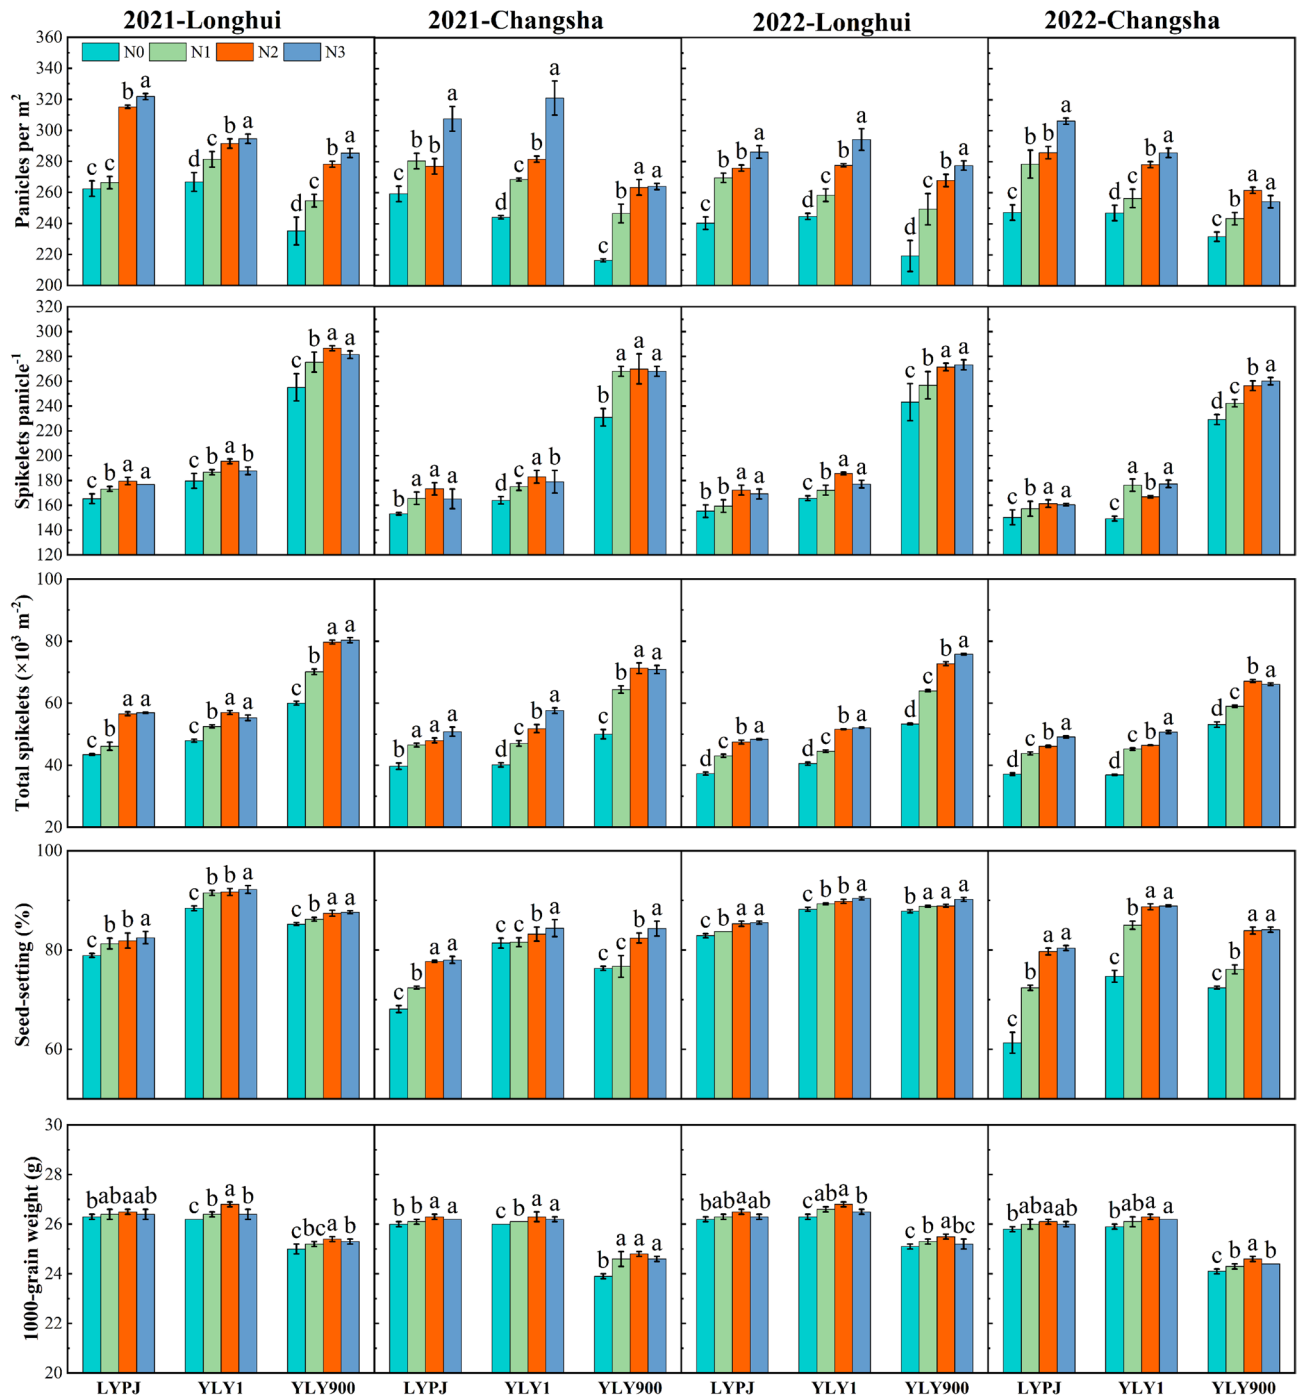 2021-Longhui 2021-Changsha 2022-Longhui 2022-Changsha
N0 N1 N2 N3
Panicles per m²
360
340
320
300
280
260
240
220
200
c c b a d c b a d c b a
c b b a d c b a c b a a
c b b a d c b a d c b a
c b b a c c b a c b a a
Spikelets panicle⁻¹
320
300
280
260
240
220
200
180
160
140
120
c b a a c b a b c b a a
b a a a d c a b b a a a
b b a a c b a a c b a a
c b a a c a b a d c b a
Total spikelets (×10³ m⁻²)
100
80
60
40
20
c b a a c b a a c b a a
b a a a d c b a c b a a
d c b a d c b a d c b a
d c b a d c b a d c b a
Seed-setting (%)
100
80
60
c b b a c b b a c b a a
c b a a c c b a c c b a
c b a a c b b a b a a a
c b a a c b a a c b a a
1000-grain weight (g)
30
28
26
24
22
20
b ab a ab c b a b c bc a b
b b a a c b a a b a a a
b ab a ab c ab a b c b a bc
b ab a ab b ab a a c b a b
LYPJ YLY1 YLY900 LYPJ YLY1 YLY900 LYPJ YLY1 YLY900 LYPJ YLY1 YLY900